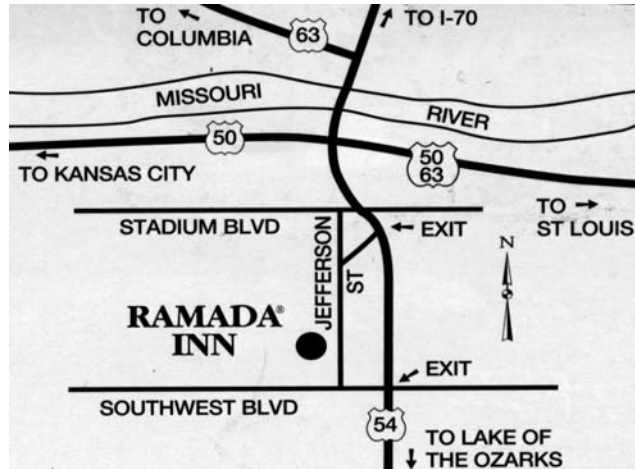 TO
COLUMBIA
63
TO I-70
MISSOURI
RIVER
50
50
63
TO KANSAS CITY
TO
ST LOUIS
STADIUM BLVD
JEFFERSON
ST
EXIT
N
RAMADA®
INN
EXIT
SOUTHWEST BLVD
54
TO LAKE OF
THE OZARKS